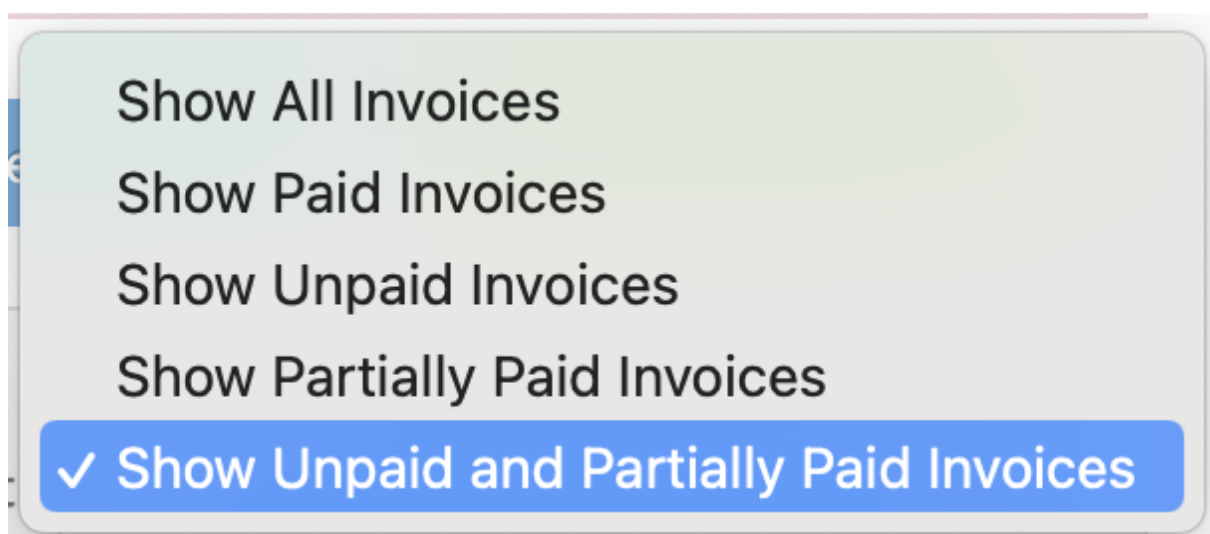 Show All Invoices
Show Paid Invoices
Show Unpaid Invoices
Show Partially Paid Invoices
✓ Show Unpaid and Partially Paid Invoices